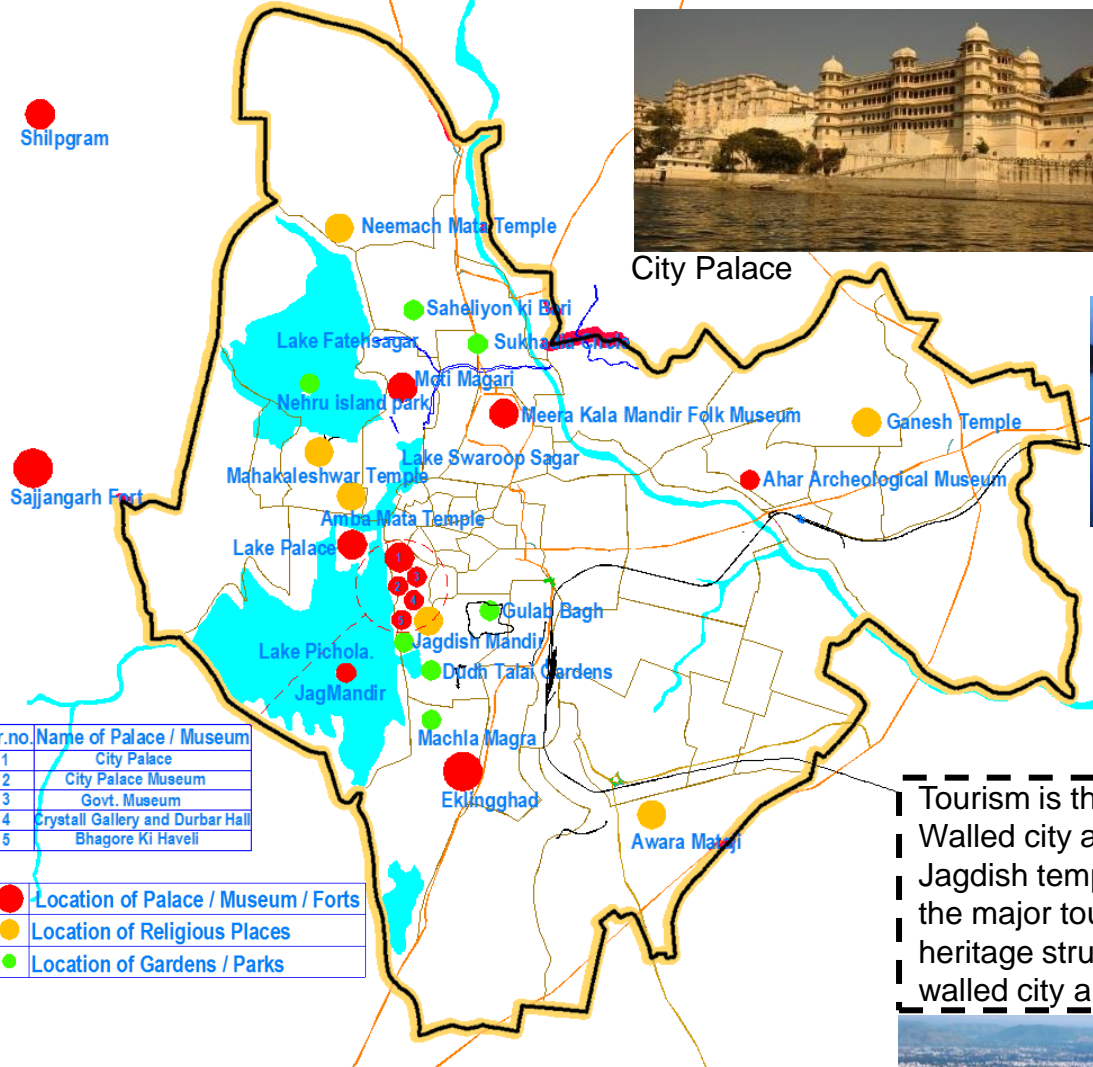 Shilpgram
Neemach Mata Temple
City Palace
Saheliyon ki Bari
Lake Fatehsagar
Sukhadia Circle
Moti Magari
Nehru island park
Meera Kala Mandir Folk Museum
Ganesh Temple
Lake Swaroop Sagar
Mahakaleshwar Temple
Ahar Archeological Museum
Sajjangarh Fort
Amba Mata Temple
Lake Palace
1
3
2
4
5
Gulab Bagh
Jagdish Mandir
Lake Pichola.
Dudh Talai Gardens
JagMandir
Machla Magra
Eklingghad
Awara Mataji
r.no. Name of Palace / Museum
1 City Palace
2 City Palace Museum
3 Govt. Museum
4 Crystall Gallery and Durbar Hall
5 Bhagore Ki Haveli
Location of Palace / Museum / Forts
Location of Religious Places
Location of Gardens / Parks
Tourism is th
Walled city a
Jagdish temp
the major tou
heritage stru
walled city a